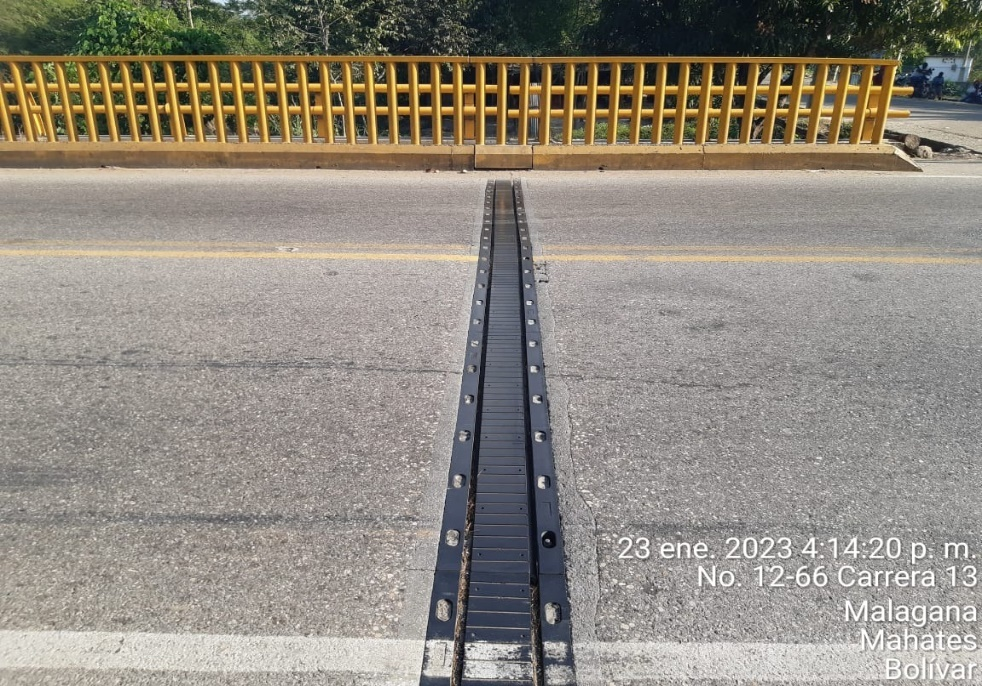 23 ene. 2023 4:14:20 p. m.
No. 12-66 Carrera 13
Malagana
Mahates
Bolívar